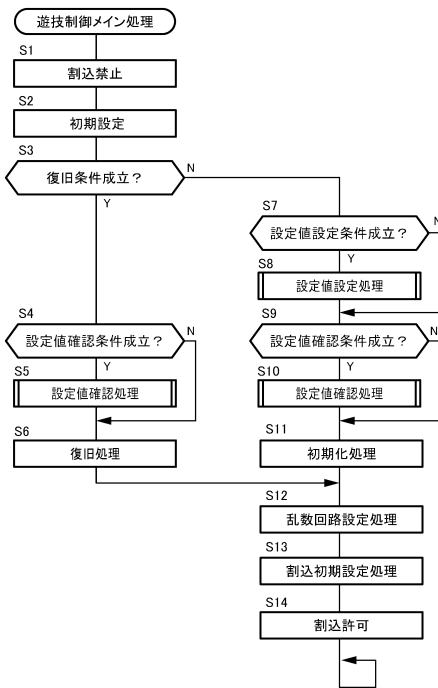 遊技制御メイン処理
S1
割込禁止
S2
初期設定
S3
復旧条件成立？
N
Y
S7
設定値設定条件成立？
N
Y
S8
設定値設定処理
S4
設定値確認条件成立？
N
Y
S5
設定値確認処理
S6
復旧処理
S9
設定値確認条件成立？
N
Y
S10
設定値確認処理
S11
初期化処理
S12
乱数回路設定処理
S13
割込初期設定処理
S14
割込許可